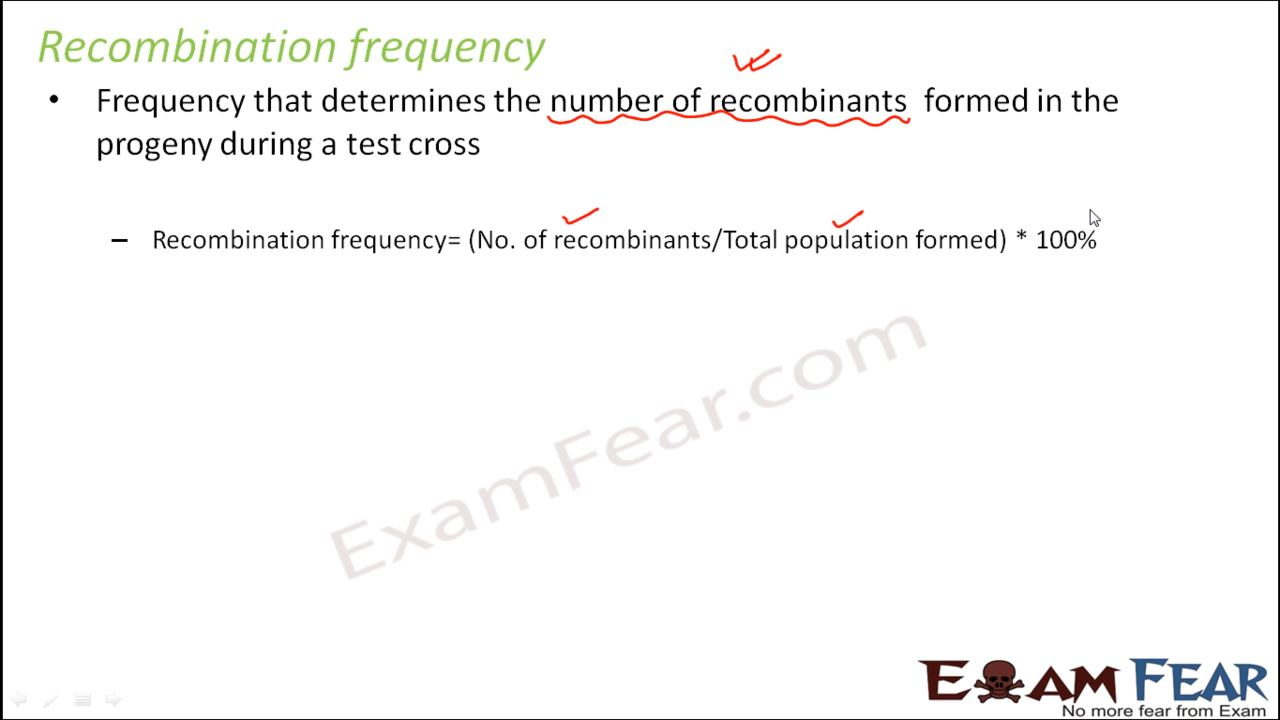 Recombination frequency
• Frequency that determines the number of recombinants formed in the
progeny during a test cross
– Recombination frequency= (No. of recombinants/Total population formed) * 100%
ExamFear.com
EXAM FEAR
No more fear from Exam